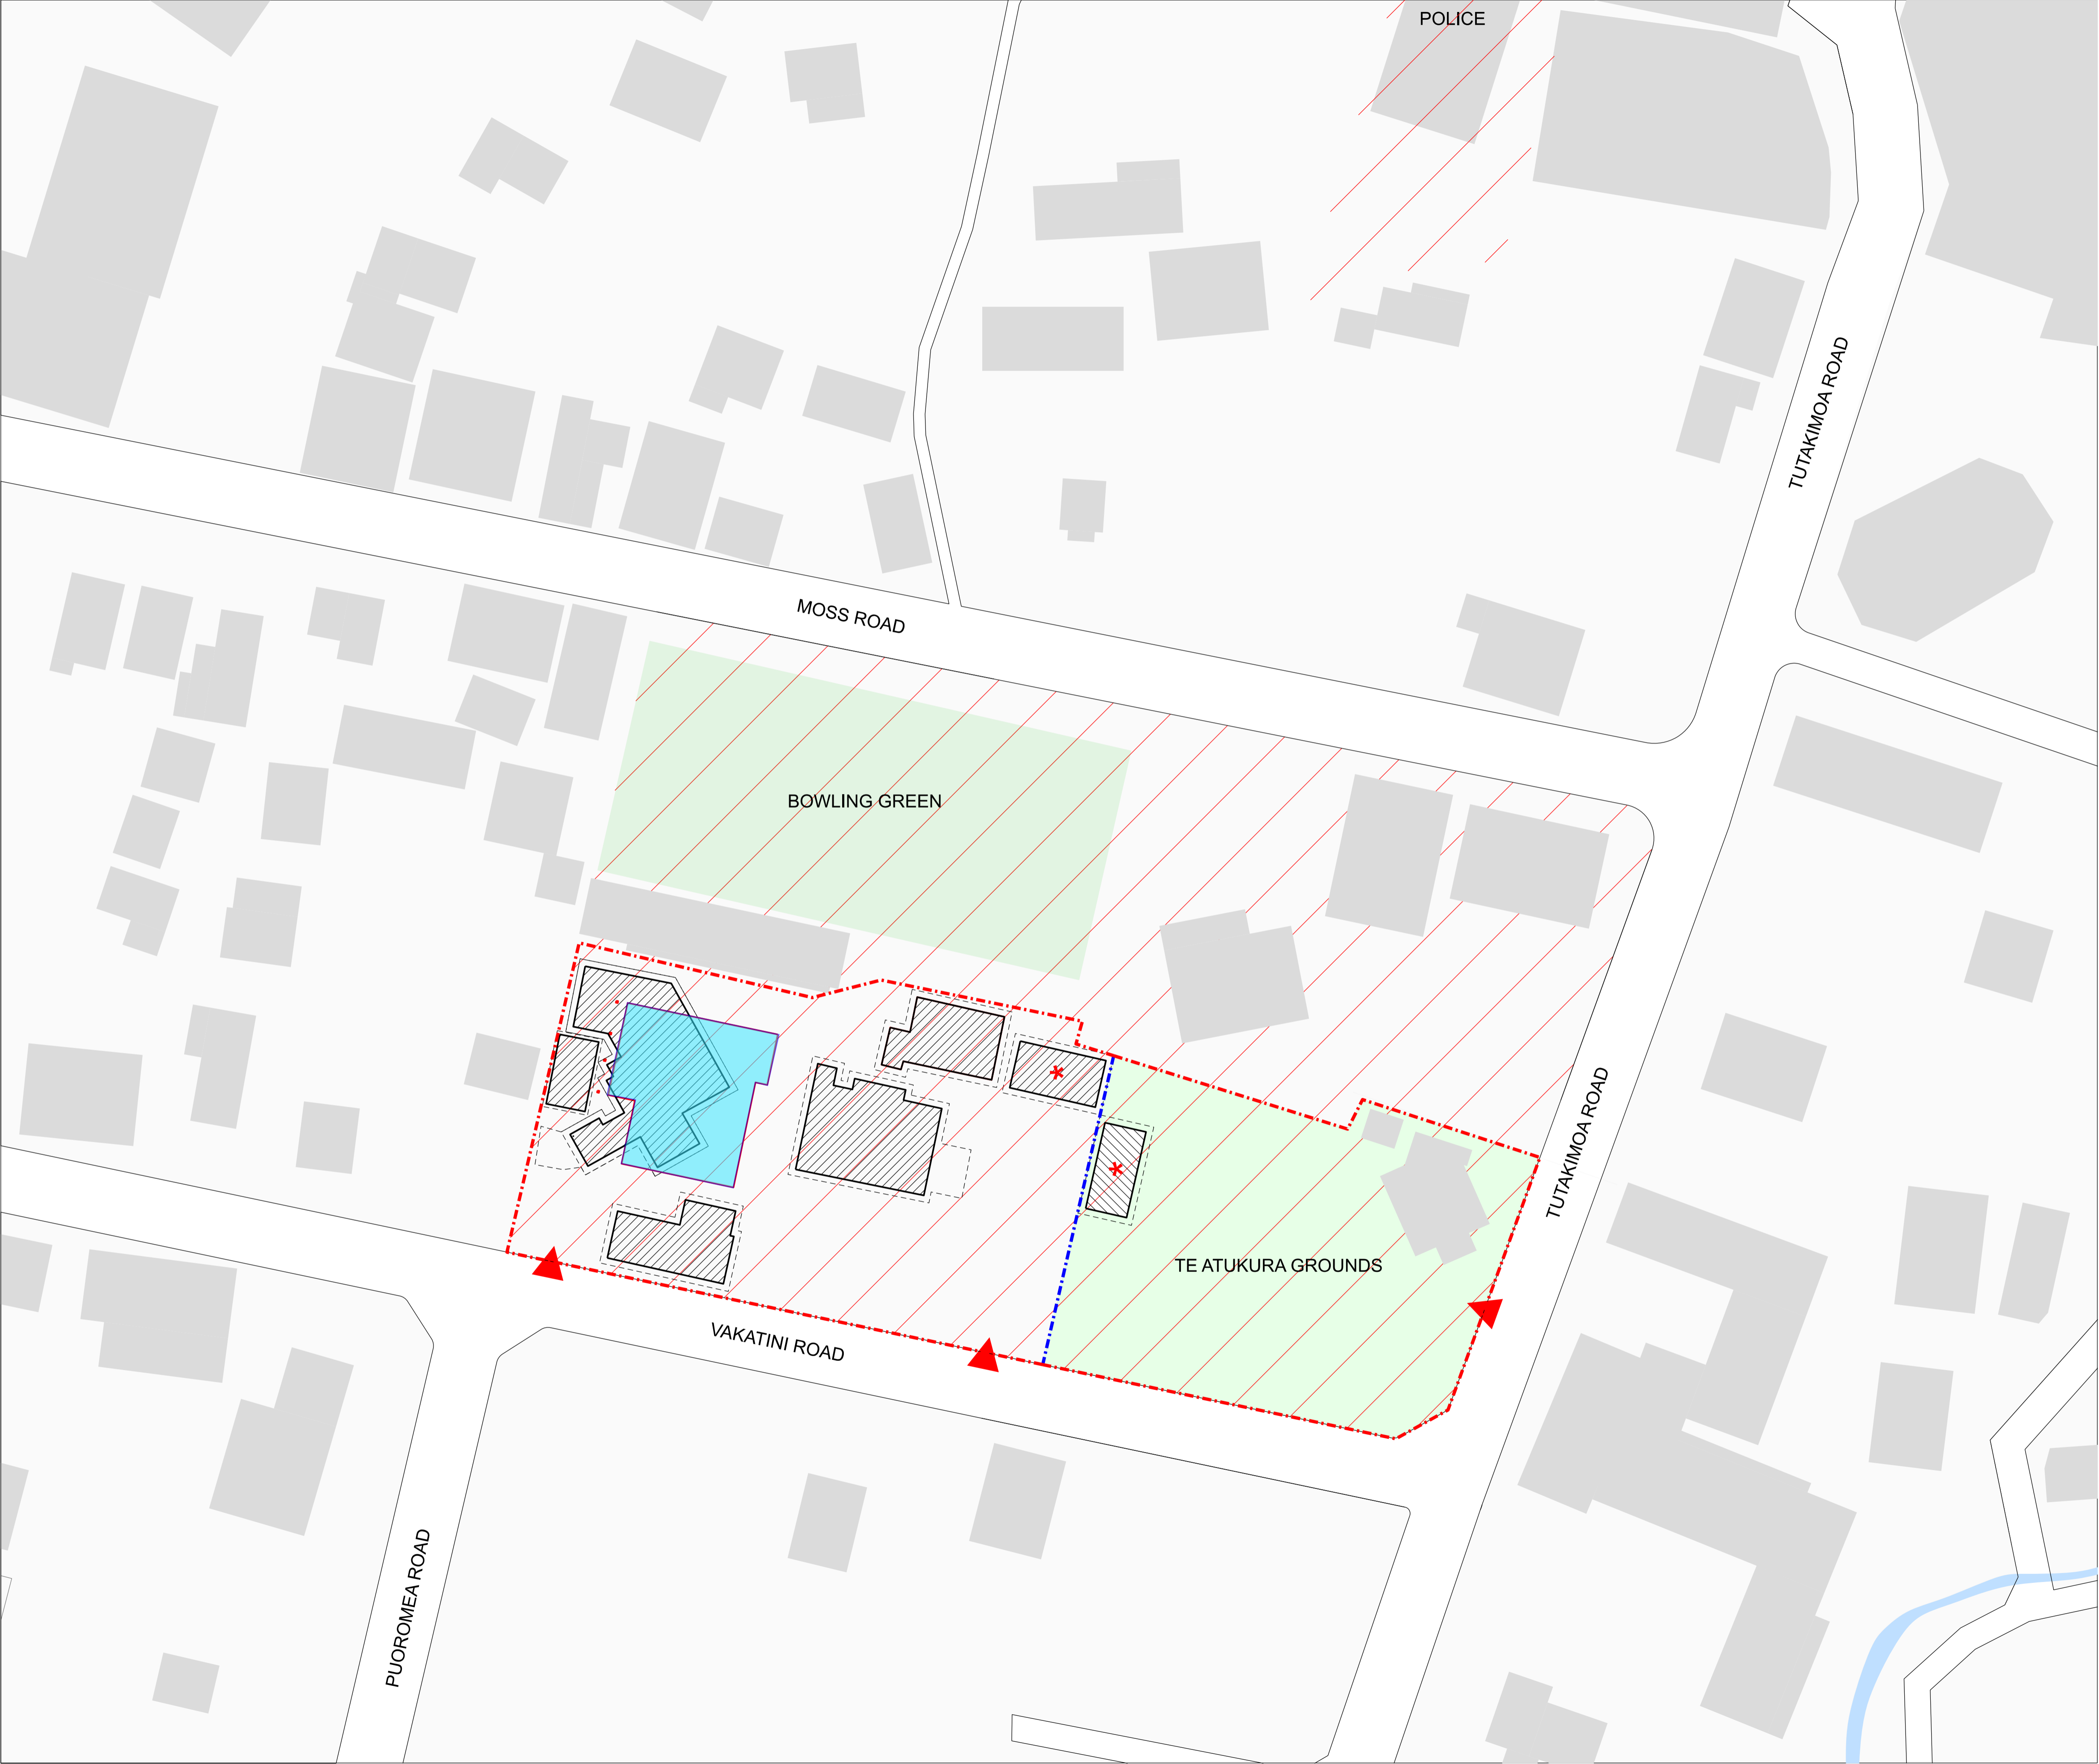 POLICE
TUTAKIMOA ROAD
MOSS ROAD
BOWLING GREEN
*
*
TUTAKIMOA ROAD
TE ATUKURA GROUNDS
VAKATINI ROAD
PUOROMEA ROAD